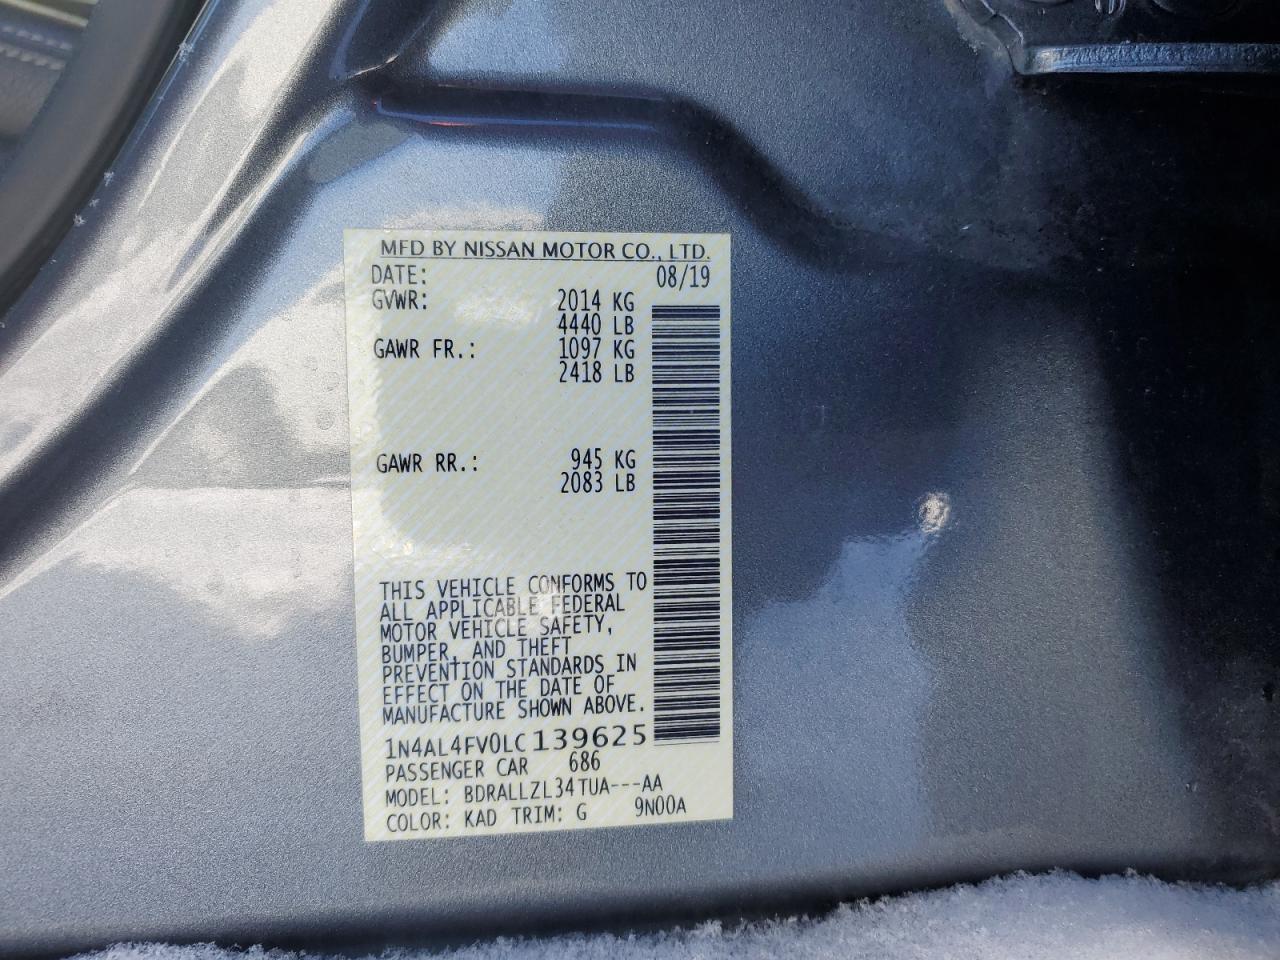 MFD BY NISSAN MOTOR CO., LTD.
DATE: 08/19
GVWR: 2014 KG
4440 LB
GAWR FR.: 1097 KG
2418 LB
GAWR RR.: 945 KG
2083 LB
THIS VEHICLE CONFORMS TO
ALL APPLICABLE FEDERAL
MOTOR VEHICLE SAFETY,
BUMPER, AND THEFT
PREVENTION STANDARDS IN
EFFECT ON THE DATE OF
MANUFACTURE SHOWN ABOVE.
1N4AL4FV0LC139625
PASSENGER CAR 686
MODEL: BDRALLZL34TUA---AA
COLOR: KAD TRIM: G 9N00A